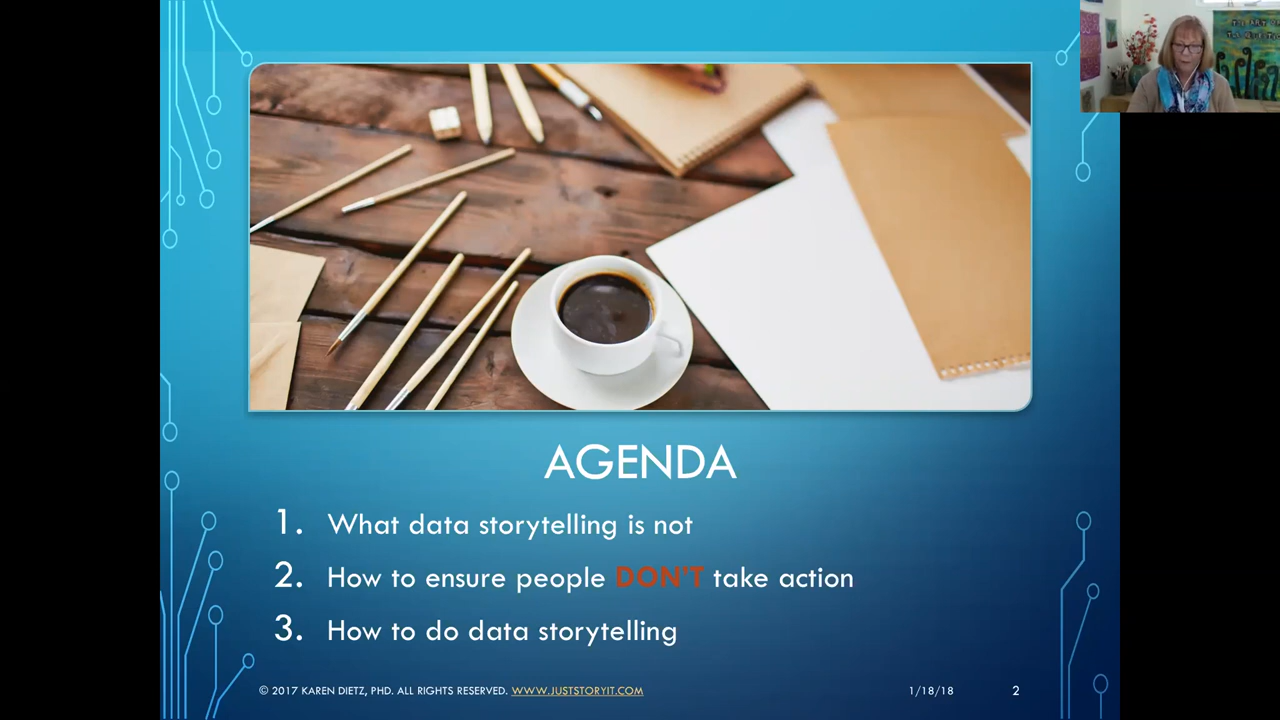 AGENDA
1. What data storytelling is not
2. How to ensure people DON'T take action
3. How to do data storytelling
© 2017 KAREN DIETZ, PHD. ALL RIGHTS RESERVED. WWW.JUSTSTORYIT.COM
1/18/18
2